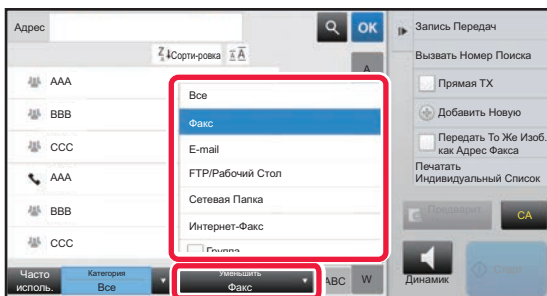 Адрес
OK
Сорти-ровка
A
AAA
BBB
CCC
AAA
BBB
CCC
Все
Факс
E-mail
FTP/Рабочий Стол
Сетевая Папка
Интернет-Факс
Группа
Часто
исполь.
Категория
Все
Уменьшить
Факс
ABC
W
Запись Передач
Вызвать Номер Поиска
Прямая TX
Добавить Новую
Передать То Же Изоб.
как Адрес Факса
Печатать
Индивидуальный Список
CA
Динамик